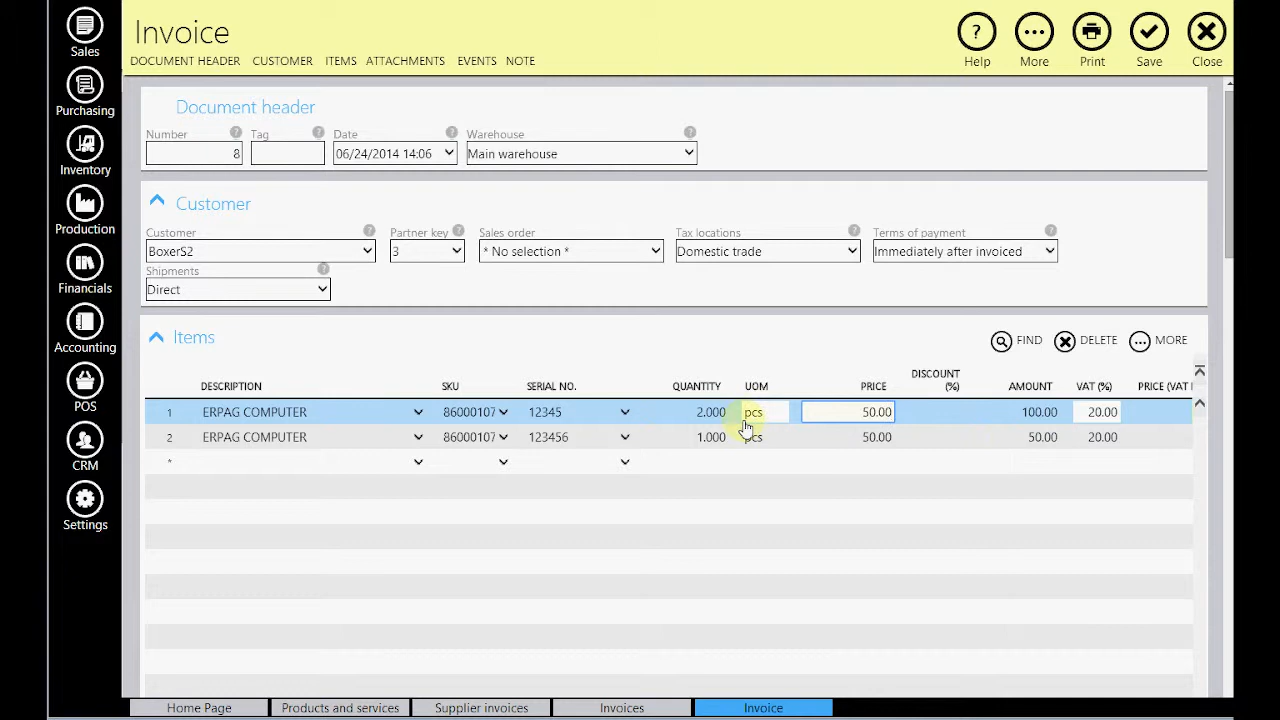 Invoice
DOCUMENT HEADER CUSTOMER ITEMS ATTACHMENTS EVENTS NOTE
? Help
More
Print
Save
Close
Sales
Purchasing
Inventory
Production
Financials
Accounting
POS
CRM
Settings
Document header
Number ? Tag ? Date ? Warehouse ?
8 06/24/2014 14:06 Main warehouse
Customer
Customer ? Partner key ? Sales order ? Tax locations ? Terms of payment ?
BoxerS2 3 * No selection * Domestic trade Immediately after invoiced
Shipments ?
Direct
Items
FIND DELETE MORE
DESCRIPTION SKU SERIAL NO. QUANTITY UOM PRICE DISCOUNT (%) AMOUNT VAT (%) PRICE (VAT I
1 ERPAG COMPUTER 86000107 12345 2.000 pcs 50.00 100.00 20.00
2 ERPAG COMPUTER 86000107 123456 1.000 pcs 50.00 50.00 20.00
*
Home Page Products and services Supplier invoices Invoices Invoice